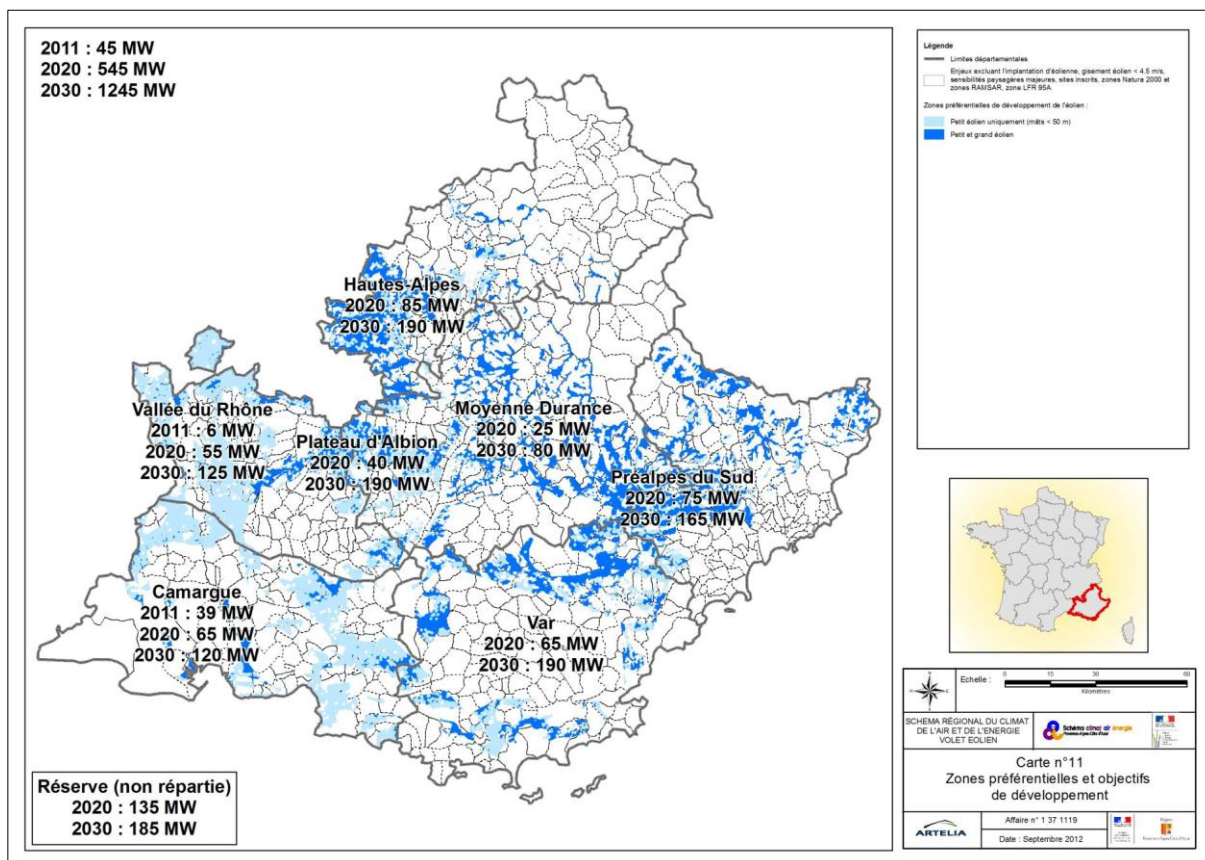 2011 : 45 MW
2020 : 545 MW
2030 : 1245 MW
Hautes-Alpes
2020 : 85 MW
2030 : 190 MW
Vallée du Rhône
2011 : 6 MW
2020 : 55 MW
2030 : 125 MW
Plateau d'Albion
2020 : 40 MW
2030 : 190 MW
Moyenne Durance
2020 : 25 MW
2030 : 80 MW
Préalpes du Sud
2020 : 75 MW
2030 : 165 MW
Camargue
2011 : 39 MW
2020 : 65 MW
2030 : 120 MW
Var
2020 : 65 MW
2030 : 190 MW
Réserve (non répartie)
2020 : 135 MW
2030 : 185 MW
Légende
Limites départementales
Enjeux excluant l'implantation d'éolienne, gisement éolien < 4.5 m/s,
sensibilités paysagères majeures, sites inscrits, zones Natura 2000 et
zones RAMSAR, zone LFR 95A
Zones préférentielles de développement de l'éolien :
Petit éolien uniquement (mâts < 50 m)
Petit et grand éolien
Echelle :
0 15 30 60
Kilomètres
SCHEMA RÉGIONAL DU CLIMAT
DE L'AIR ET DE L'ENERGIE
VOLET EOLIEN
Schéma climat air énergie
Provence-Alpes-Côte d'Azur
Carte n°11
Zones préférentielles et objectifs
de développement
ARTELIA
Affaire n° 1 37 1119
Date : Septembre 2012